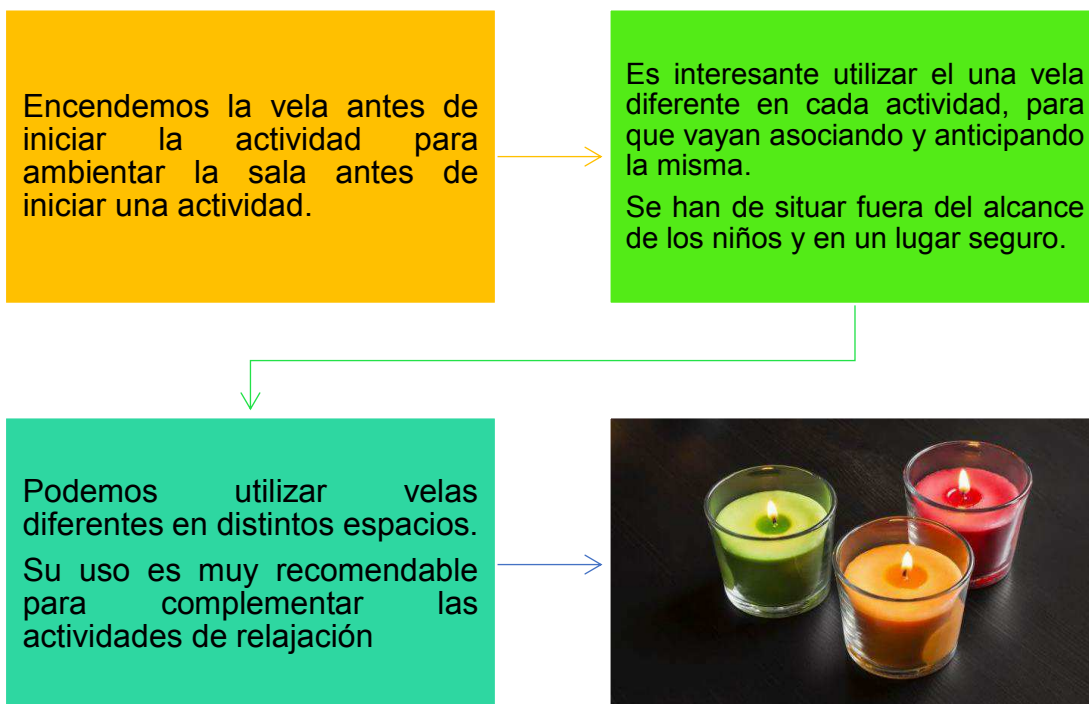 Encendemos la vela antes de
iniciar la actividad para
ambientar la sala antes de
iniciar una actividad.
Es interesante utilizar el una vela
diferente en cada actividad, para
que vayan asociando y anticipando
la misma.
Se han de situar fuera del alcance
de los niños y en un lugar seguro.
Podemos utilizar velas
diferentes en distintos espacios.
Su uso es muy recomendable
para complementar las
actividades de relajación